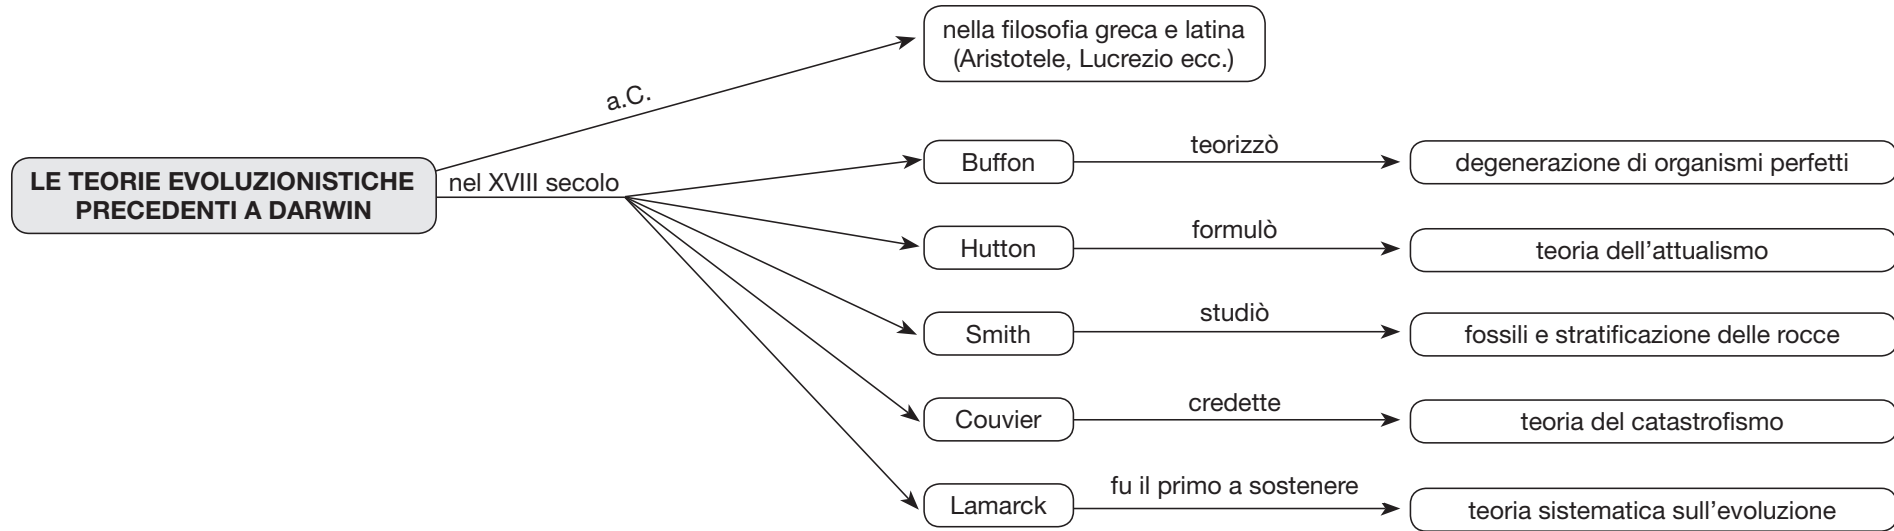 nella filosofia greca e latina
(Aristotele, Lucrezio ecc.)
a.C.
LE TEORIE EVOLUZIONISTICHE
PRECEDENTI A DARWIN
nel XVIII secolo
Buffon
teorizzò
degenerazione di organismi perfetti
Hutton
formulò
teoria dell'attualismo
Smith
studiò
fossili e stratificazione delle rocce
Couvier
credette
teoria del catastrofismo
Lamarck
fu il primo a sostenere
teoria sistematica sull'evoluzione